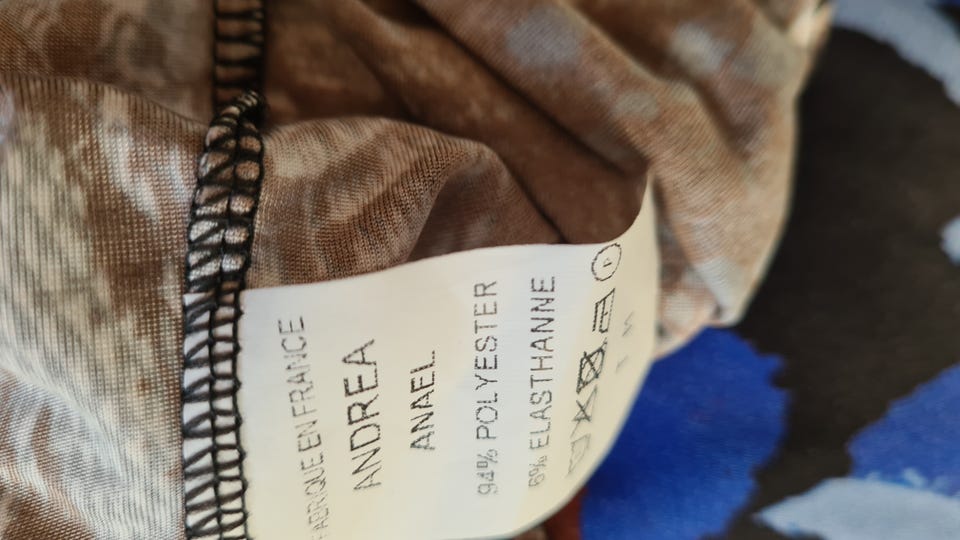 FABRIQUE EN FRANCE
ANDREA
ANAEL
94% POLYESTER
6% ELASTHANNE